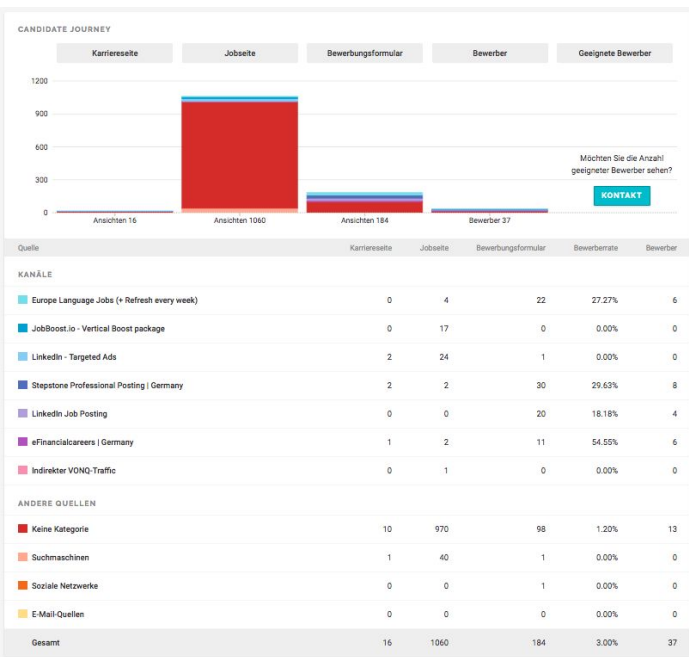 CANDIDATE JOURNEY
Karriereseite Jobseite Bewerbungsformular Bewerber Geeignete Bewerber
1200
900
600
300
0
Möchten Sie die Anzahl
geeigneter Bewerber sehen?
KONTAKT
Ansichten 16 Ansichten 1060 Ansichten 184 Bewerber 37
Quelle Karriereseite Jobseite Bewerbungsformular Bewerberrate Bewerber
KANÄLE
Europe Language Jobs (+ Refresh every week) 0 4 22 27.27% 6
JobBoost.io - Vertical Boost package 0 17 0 0.00% 0
LinkedIn - Targeted Ads 2 24 1 0.00% 0
Stepstone Professional Posting | Germany 2 2 30 29.63% 8
LinkedIn Job Posting 0 0 20 18.18% 4
eFinancialcareers | Germany 1 2 11 54.55% 6
Indirekter VONQ-Traffic 0 1 0 0.00% 0
ANDERE QUELLEN
Keine Kategorie 10 970 98 1.20% 13
Suchmaschinen 1 40 1 0.00% 0
Soziale Netzwerke 0 0 1 0.00% 0
E-Mail-Quellen 0 0 0 0.00% 0
Gesamt 16 1060 184 3.00% 37